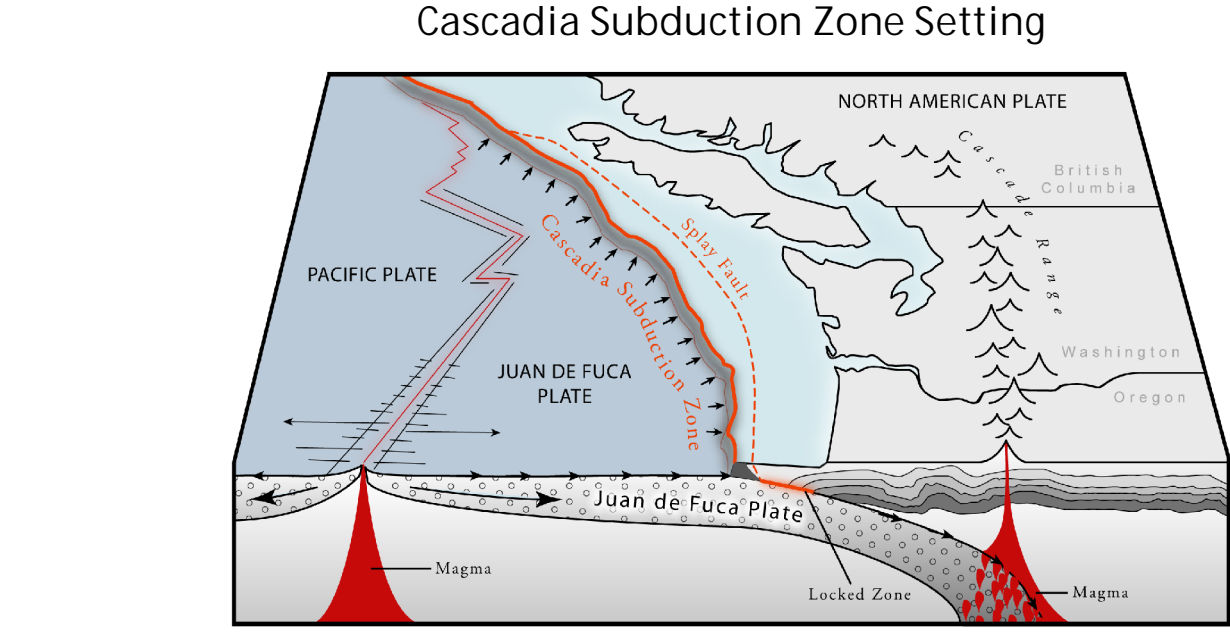 Cascadia Subduction Zone Setting
NORTH AMERICAN PLATE
Cascade Range
British
Columbia
Splay Fault
Cascadia Subduction Zone
PACIFIC PLATE
JUAN DE FUCA
PLATE
Washington
Oregon
Juan de Fuca Plate
Magma
Locked Zone
Magma